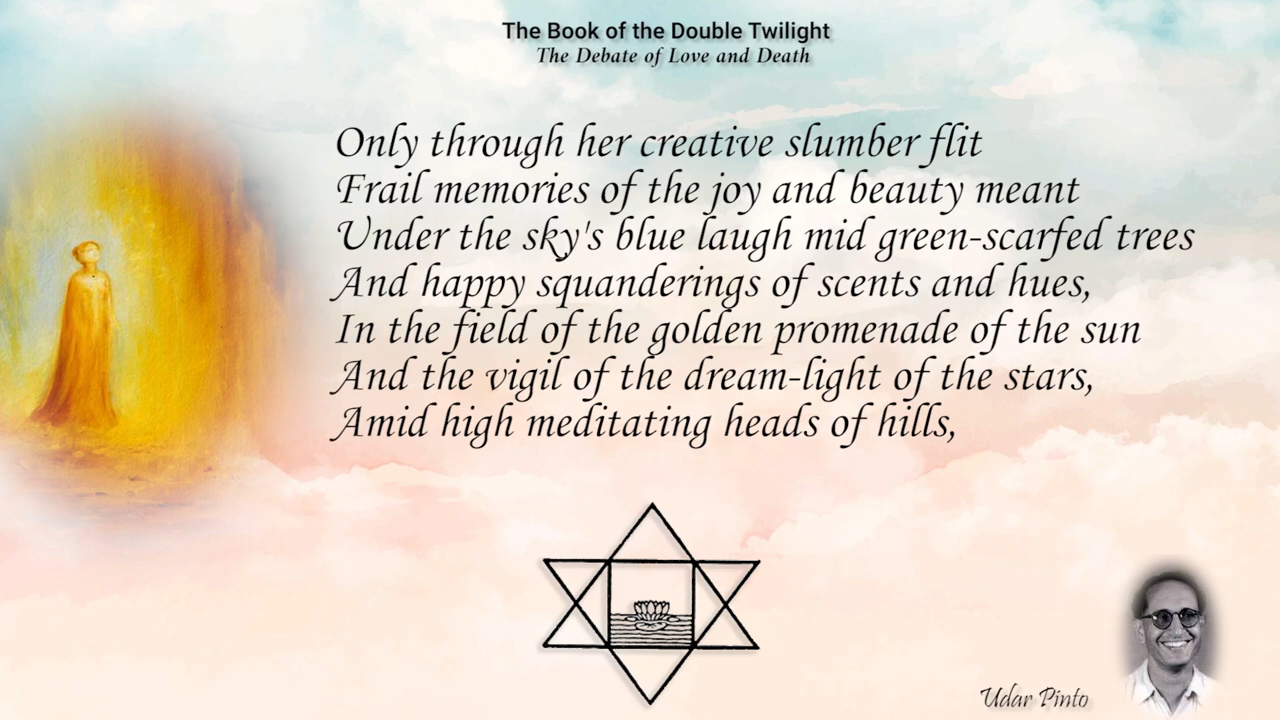 The Book of the Double Twilight
The Debate of Love and Death
Only through her creative slumber flit
Frail memories of the joy and beauty meant
Under the sky's blue laugh mid green-scarfed trees
And happy squanderings of scents and hues,
In the field of the golden promenade of the sun
And the vigil of the dream-light of the stars,
Amid high meditating heads of hills,
Udar Pinto